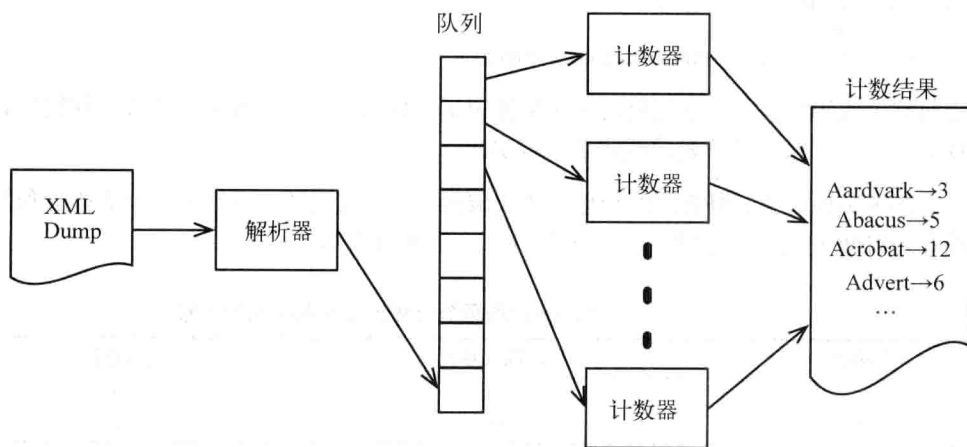 队列
计数器
计数结果
计数器
XML
Dump
解析器
Aardvark→3
Abacus→5
Acrobat→12
Advert→6
…
计数器